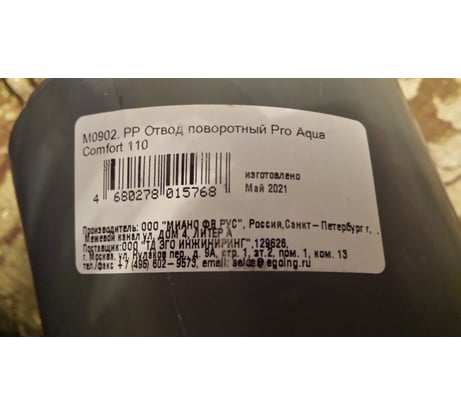 M0902. PP Отвод поворотный Pro Aqua
Comfort 110
4 680278 015768
изготовлено
Май 2021
Производитель: ООО "МИАНО ФВ РУС", Россия,Санкт-Петербург г,
Межевой канал ул, ДОМ 4, ЛИТЕР А
Поставщик:ООО "ТД ЭГО ИНЖИНИРИНГ",129626,
г. Москва, ул. Кулаков пер., д. 9А, стр. 1, эт.2, пом. 1, ком. 13
тел./факс +7 (495) 602-9573, email: sales@egoing.ru